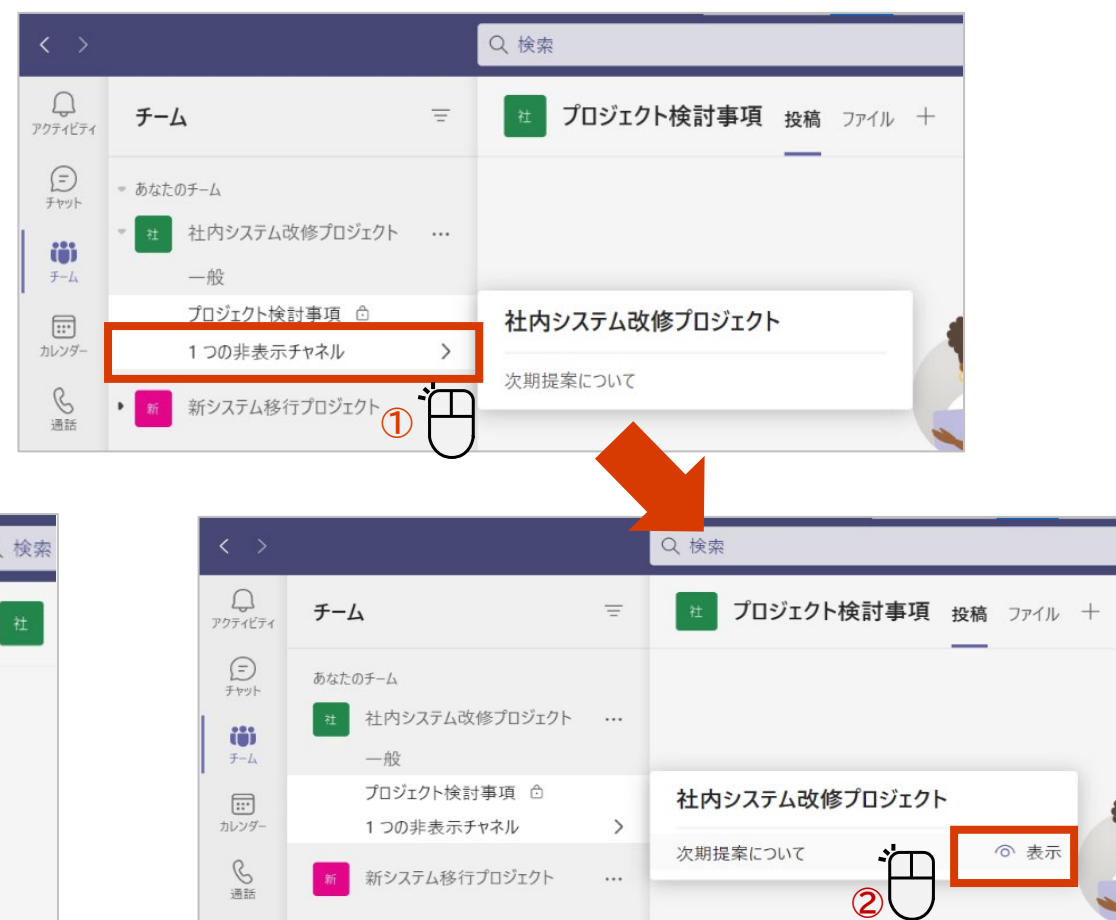 検索
アクティビティ
チーム
社
プロジェクト検討事項 投稿 ファイル
チャット
あなたのチーム
社 社内システム改修プロジェクト …
チーム
一般
プロジェクト検討事項
カレンダー
1 つの非表示チャネル
社内システム改修プロジェクト
次期提案について
通話
新 新システム移行プロジェクト
①
検索
社
検索
アクティビティ
チーム
社
プロジェクト検討事項 投稿 ファイル
チャット
あなたのチーム
社 社内システム改修プロジェクト …
チーム
一般
プロジェクト検討事項
カレンダー
1 つの非表示チャネル
社内システム改修プロジェクト
次期提案について 表示
通話
新 新システム移行プロジェクト …
②